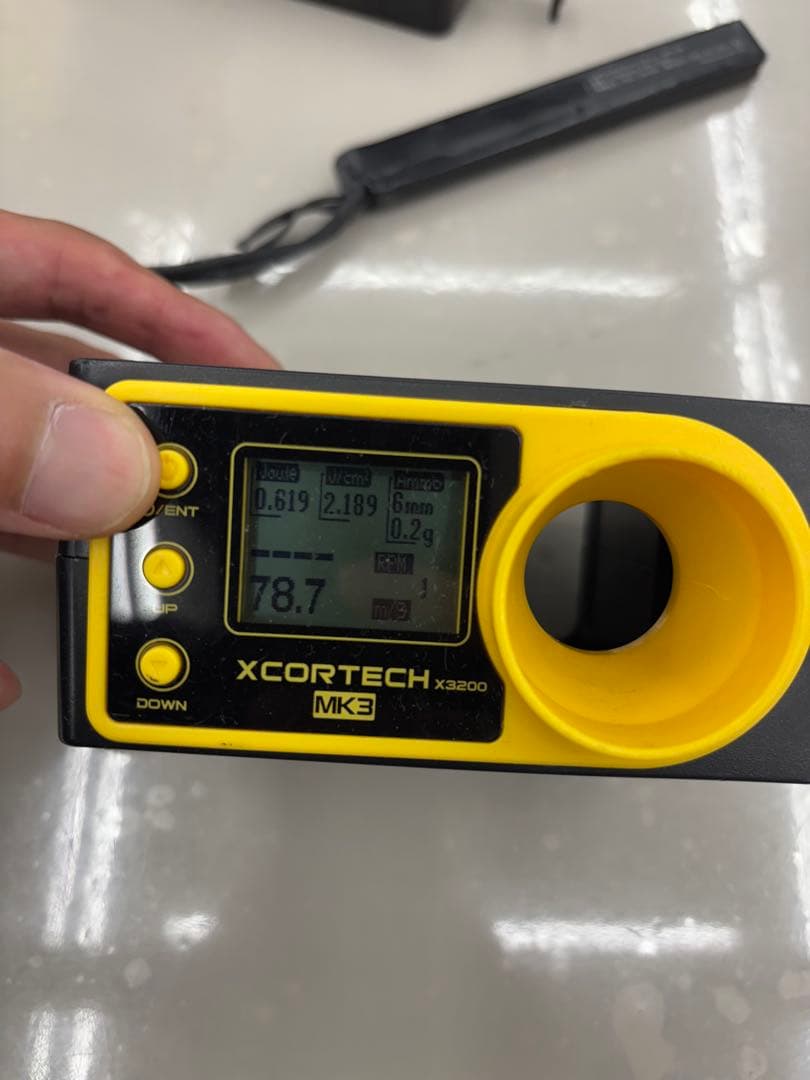 Joule J/cm² Ammo
0.619 2.189 6mm
0.2g
---- RPM
78.7 m/s
/ENT
UP
DOWN
XCORTECH X3200
MK3